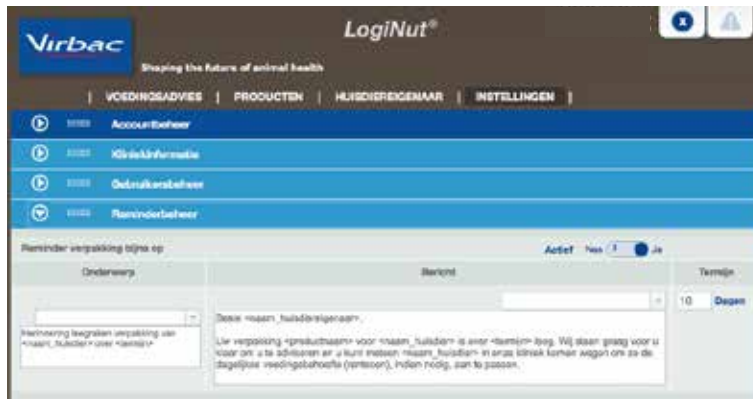 LogiNut®
Virbac
Shaping the future of animal health
| VOEDINGSADVIES | PRODUCTEN | HUISDIEREIGENAAR | INSTELLINGEN |
Accountbeheer
Kliniekinformatie
Gebruikersbeheer
Reminderbeheer
Reminder verpakking bijna op
Actief Nee Ja
Onderwerp Bericht Termijn
10 Dagen
Beste <naam_huisdiereigenaar>,
Herinnering leegraken verpakking van
<naam_huisdier> over <termijn>
Uw verpakking <productnaam> voor <naam_huisdier> is over <termijn> leeg. Wij staan graag voor u
klaar om u te adviseren en u kunt meteen <naam_huisdier> in onze kliniek komen wegen om zo de
dagelijkse voedingsbehoefte (rantsoen), indien nodig, aan te passen.